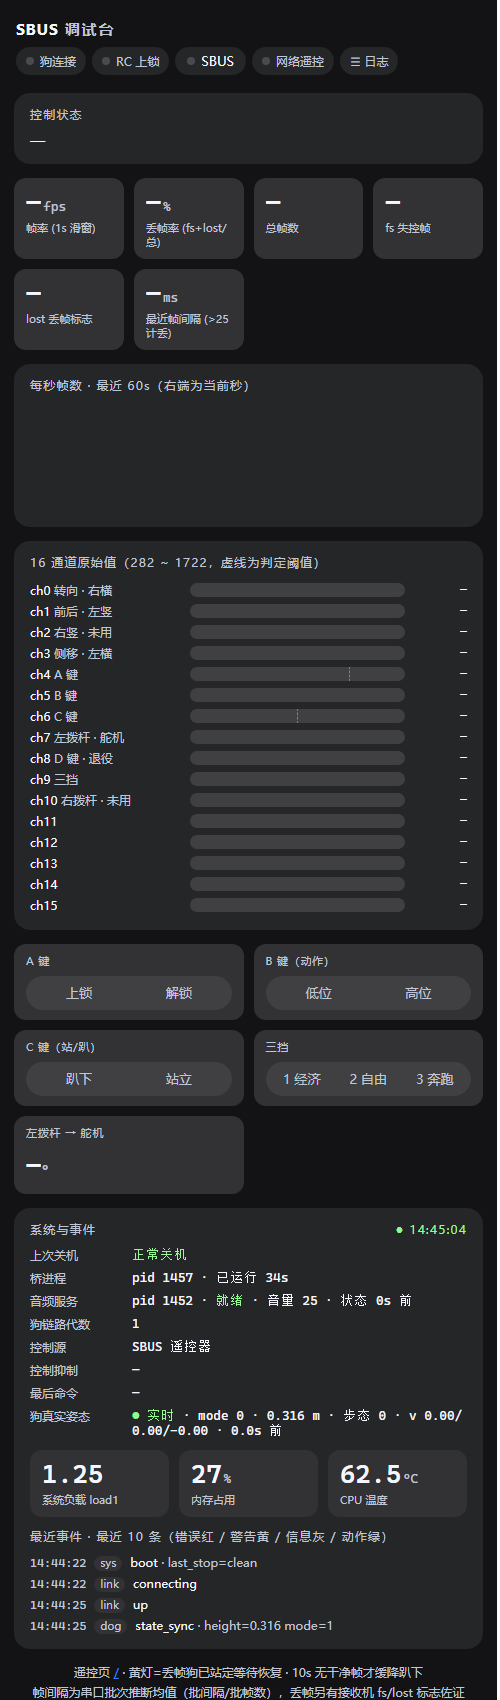 SBUS 调试台
狗连接 RC 上锁 SBUS 网络遥控 ☰ 日志
控制状态
—
— fps — % — —
帧率 (1s 滑窗) 丢帧率 (fs+lost/总) 总帧数 fs 失控帧
— — ms
lost 丢帧标志 最近帧间隔 (>25 计丢)
每秒帧数 · 最近 60s（右端为当前秒）
16 通道原始值（282 ~ 1722，虚线为判定阈值）
ch0 转向 · 右横 —
ch1 前后 · 左竖 —
ch2 右竖 · 未用 —
ch3 侧移 · 左横 —
ch4 A 键 —
ch5 B 键 —
ch6 C 键 —
ch7 左拨杆 · 舵机 —
ch8 D 键 · 退役 —
ch9 三挡 —
ch10 右拨杆 · 未用 —
ch11 —
ch12 —
ch13 —
ch14 —
ch15 —
A 键 B 键（动作）
上锁 解锁 低位 高位
C 键（站/趴） 三挡
趴下 站立 1 经济 2 自由 3 奔跑
左拨杆 → 舵机
—°
系统与事件 ● 14:45:04
上次关机 正常关机
桥进程 pid 1457 · 已运行 34s
音频服务 pid 1452 · 就绪 · 音量 25 · 状态 0s 前
狗链路代数 1
控制源 SBUS 遥控器
控制抑制 —
最后命令 —
狗真实姿态 ● 实时 · mode 0 · 0.316 m · 步态 0 · v 0.00/
0.00/−0.00 · 0.0s 前
1.25 27% 62.5°C
系统负载 load1 内存占用 CPU 温度
最近事件 · 最近 10 条（错误红 / 警告黄 / 信息灰 / 动作绿）
14:44:22 sys boot · last_stop=clean
14:44:22 link connecting
14:44:25 link up
14:44:25 dog state_sync · height=0.316 mode=1
遥控页 / · 黄灯=丢帧狗已站定等待恢复 · 10s 无干净帧才缓降趴下
帧间隔为串口批次推断均值（批间隔/批帧数），丢帧另有接收机 fs/lost 标志佐证